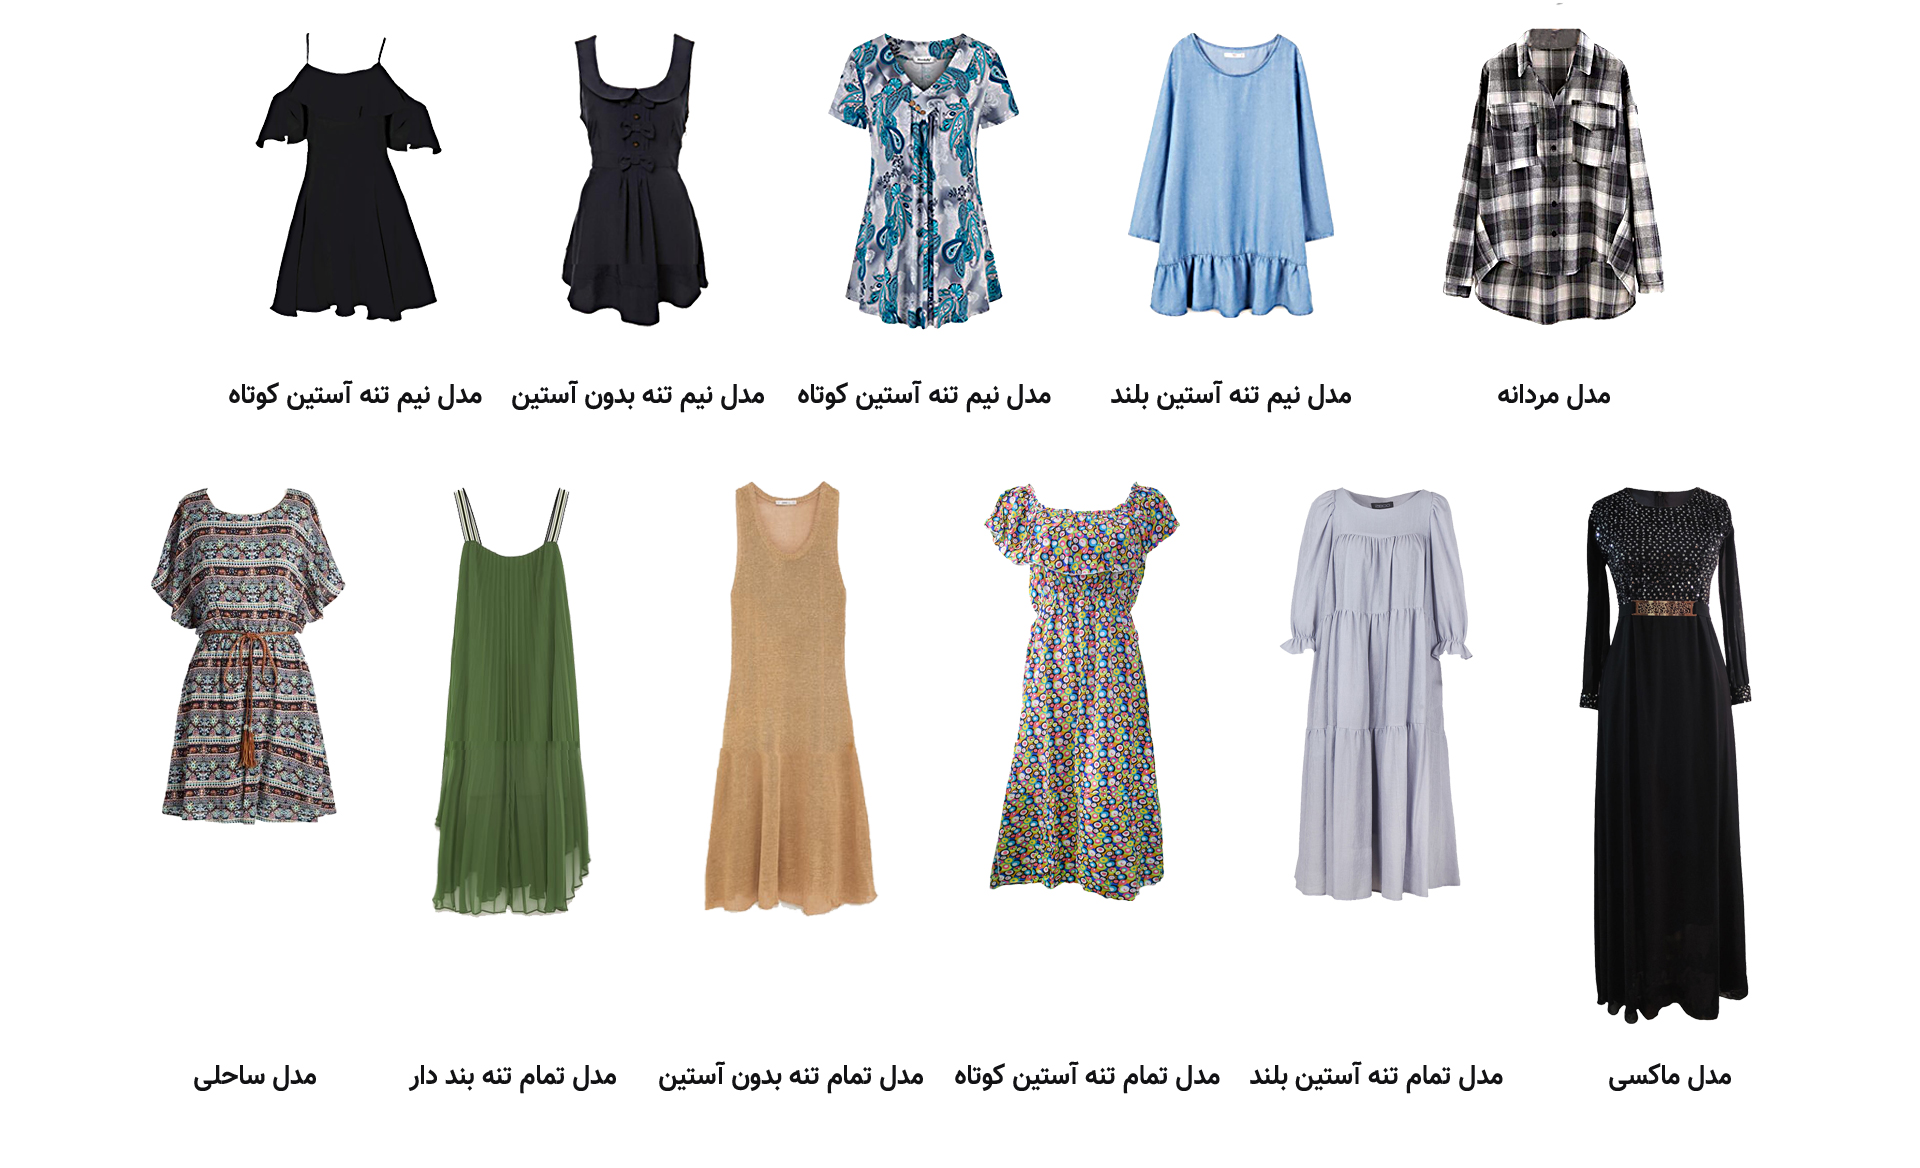 مدل مردانه
مدل نیم تنه آستین بلند
مدل نیم تنه آستین کوتاه
مدل نیم تنه بدون آستین
مدل نیم تنه آستین کوتاه
مدل ماکسی
مدل تمام تنه آستین بلند
مدل تمام تنه آستین کوتاه
مدل تمام تنه بدون آستین
مدل تمام تنه بند دار
مدل ساحلی